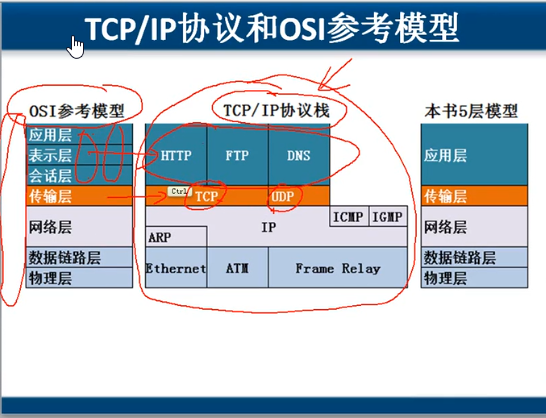 TCP/IP协议和OSI参考模型
OSI参考模型
应用层
表示层
会话层
传输层
网络层
数据链路层
物理层
TCP/IP协议栈
HTTP FTP DNS
Ctrl
TCP UDP
ICMP IGMP
IP
ARP
Ethernet ATM Frame Relay
本书5层模型
应用层
传输层
网络层
数据链路层
物理层